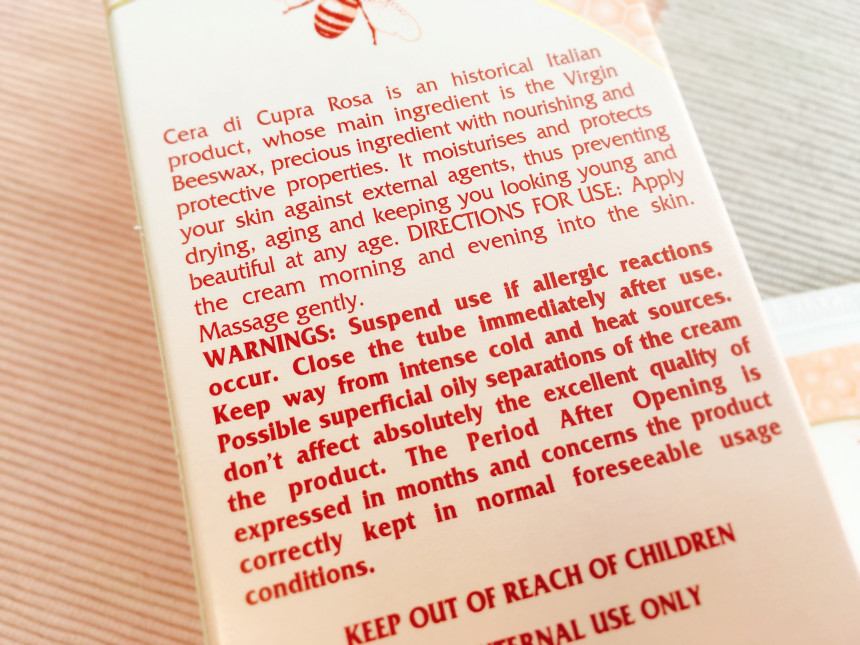 Cera di Cupra Rosa is an historical Italian
product, whose main ingredient is the Virgin
Beeswax, precious ingredient with nourishing and
protective properties. It moisturises and protects
your skin against external agents, thus preventing
drying, aging and keeping you looking young and
beautiful at any age. DIRECTIONS FOR USE: Apply
the cream morning and evening into the skin.
Massage gently.
WARNINGS: Suspend use if allergic reactions
occur. Close the tube immediately after use.
Keep way from intense cold and heat sources.
Possible superficial oily separations of the cream
don't affect absolutely the excellent quality of
the product. The Period After Opening is
expressed in months and concerns the product
correctly kept in normal foreseeable usage
conditions.
KEEP OUT OF REACH OF CHILDREN
USE ONLY